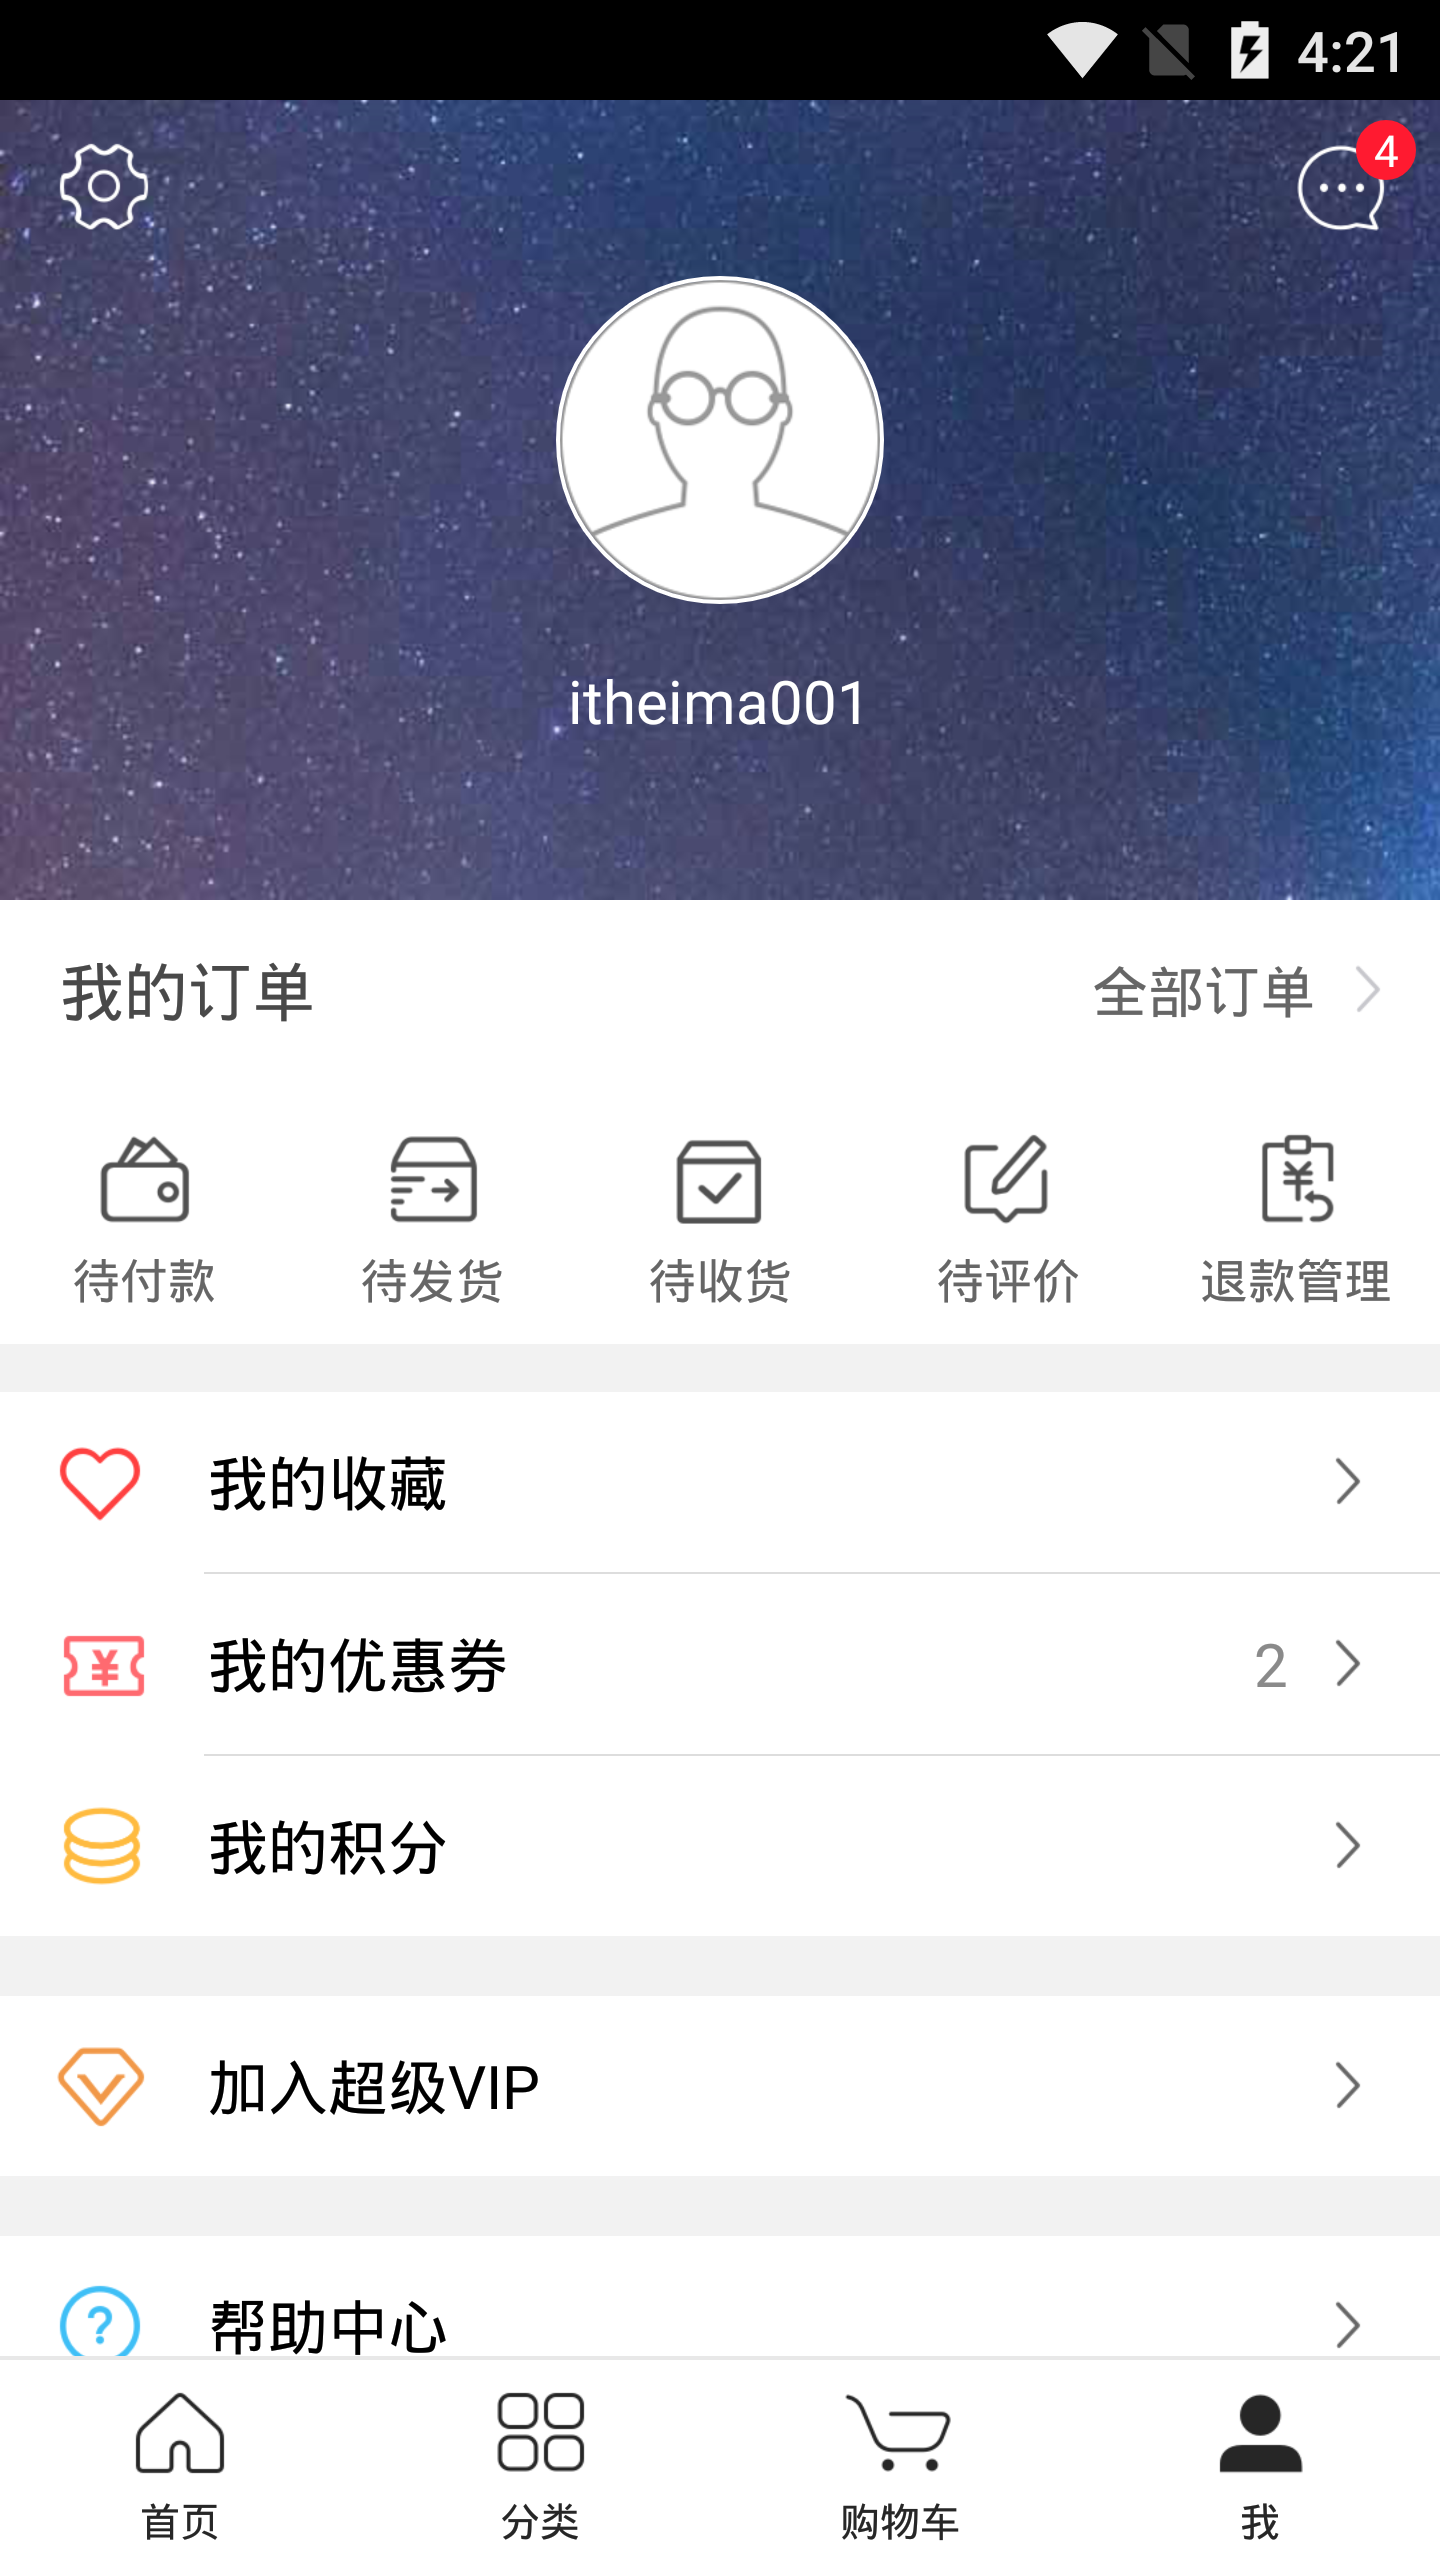 4:21
4
itheima001
我的订单 全部订单
待付款 待发货 待收货 待评价 退款管理
我的收藏
我的优惠券 2
我的积分
加入超级VIP
帮助中心
首页 分类 购物车 我